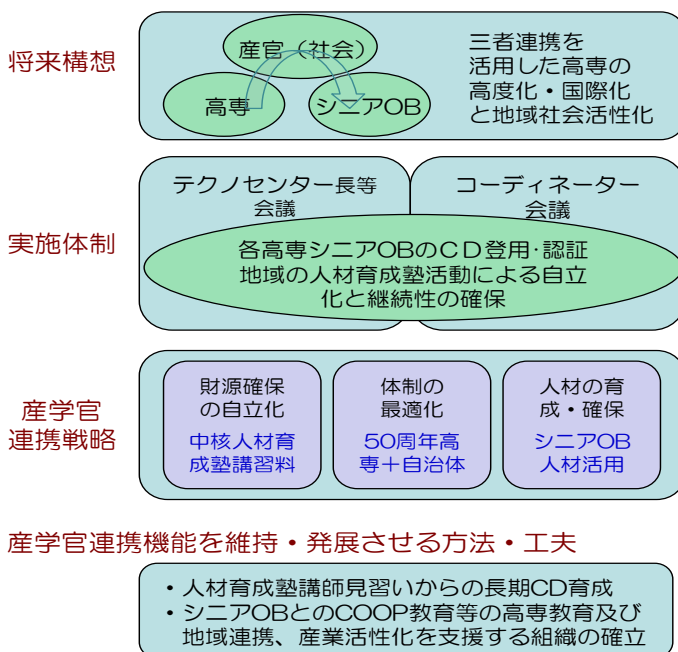 将来構想
産官（社会）
高専
シニアOB
三者連携を
活用した高専の
高度化・国際化
と地域社会活性化
実施体制
テクノセンター長等
会議
コーディネーター
会議
各高専シニアOBのCD登用・認証
地域の人材育成塾活動による自立
化と継続性の確保
産学官
連携戦略
財源確保
の自立化
中核人材育
成塾講習料
体制の
最適化
50周年高
専＋自治体
人材の育
成・確保
シニアOB
人材活用
産学官連携機能を維持・発展させる方法・工夫
・人材育成塾講師見習いからの長期CD育成
・シニアOBとのCOOP教育等の高専教育及び
地域連携、産業活性化を支援する組織の確立